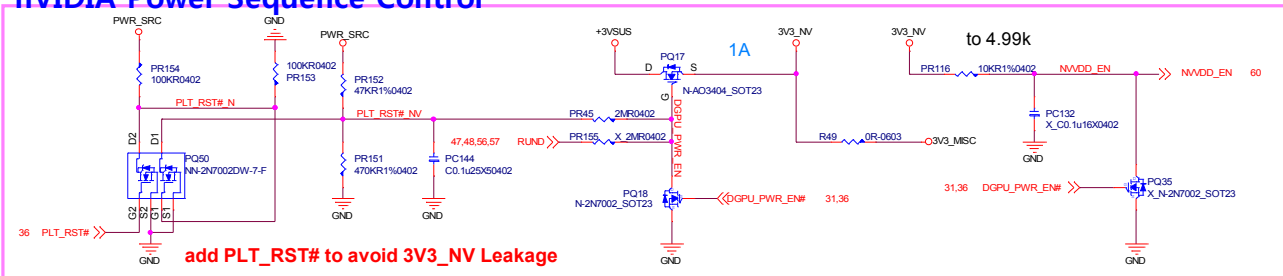 nVIDIA Power Sequence Control
PWR_SRC
GND
PWR_SRC
+3VSUS
3V3_NV
3V3_NV
to 4.99k
PR154
100KR0402
100KR0402
PR153
PR152
47KR1%0402
PQ17
1A
D
S
G
N-AO3404_SOT23
PR116
10KR1%0402
NVVDD_EN
NVVDD_EN
60
PLT_RST#_N
PLT_RST#_NV
PR45
2MR0402
DGPU_PWR_EN
PC132
X_C0.1u16X0402
GND
D2
D1
47,48,56,57
RUND
PR155
X_2MR0402
R49
0R-0603
3V3_MISC
PQ50
NN-2N7002DW-7-F
PR151
470KR1%0402
PC144
C0.1u25X50402
PQ18
N-2N7002_SOT23
DGPU_PWR_EN#
31,36
31,36
DGPU_PWR_EN#
PQ35
X_N-2N7002_SOT23
G2
S2
G1
S1
GND
GND
36
PLT_RST#
GND
GND
GND
add PLT_RST# to avoid 3V3_NV Leakage